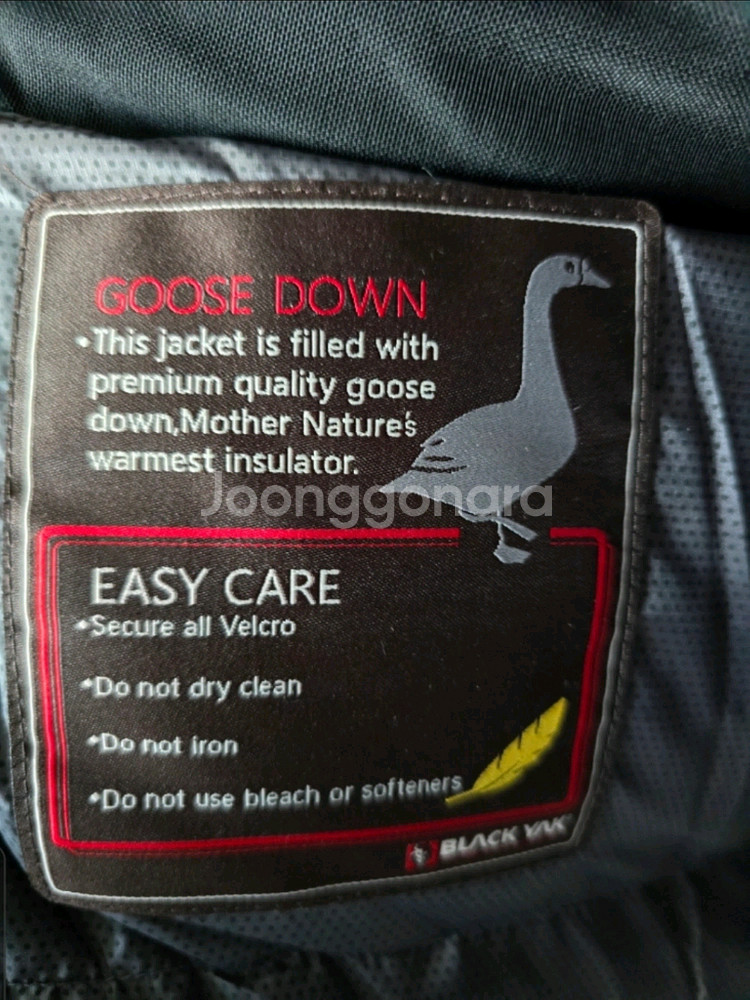 GOOSE DOWN
•This jacket is filled with
premium quality goose
down,Mother Nature's
warmest insulator.
Joonggonara
EASY CARE
•Secure all Velcro
•Do not dry clean
•Do not iron
•Do not use bleach or softeners
BLACK YAK